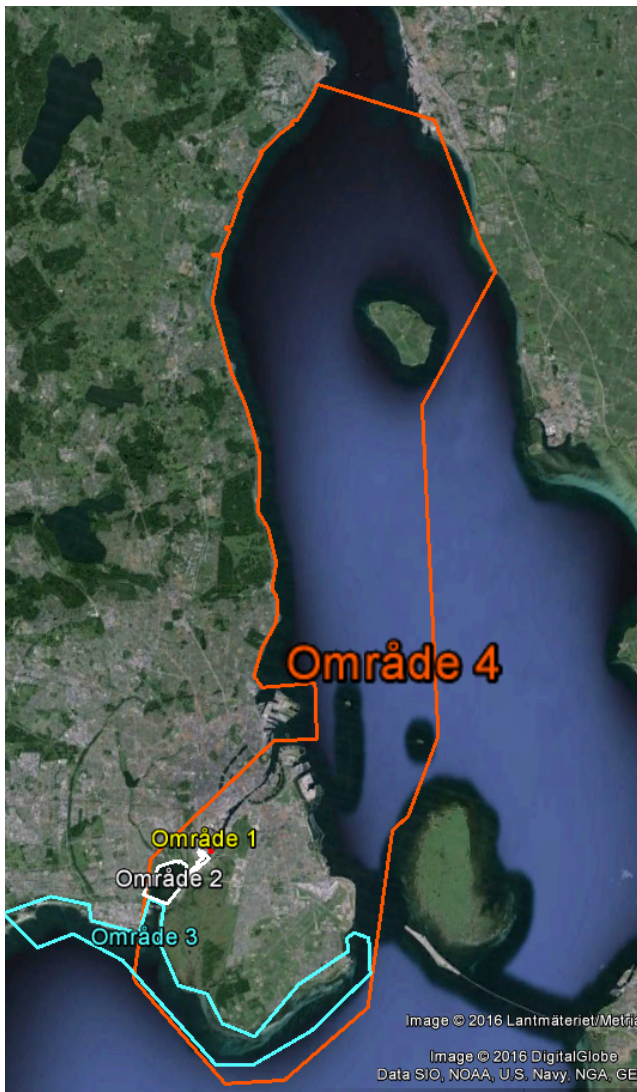 Område 4
Område 1
Område 2
Område 3
Image © 2016 Lantmäteriet/Metria
Image © 2016 DigitalGlobe
Data SIO, NOAA, U.S. Navy, NGA, GE